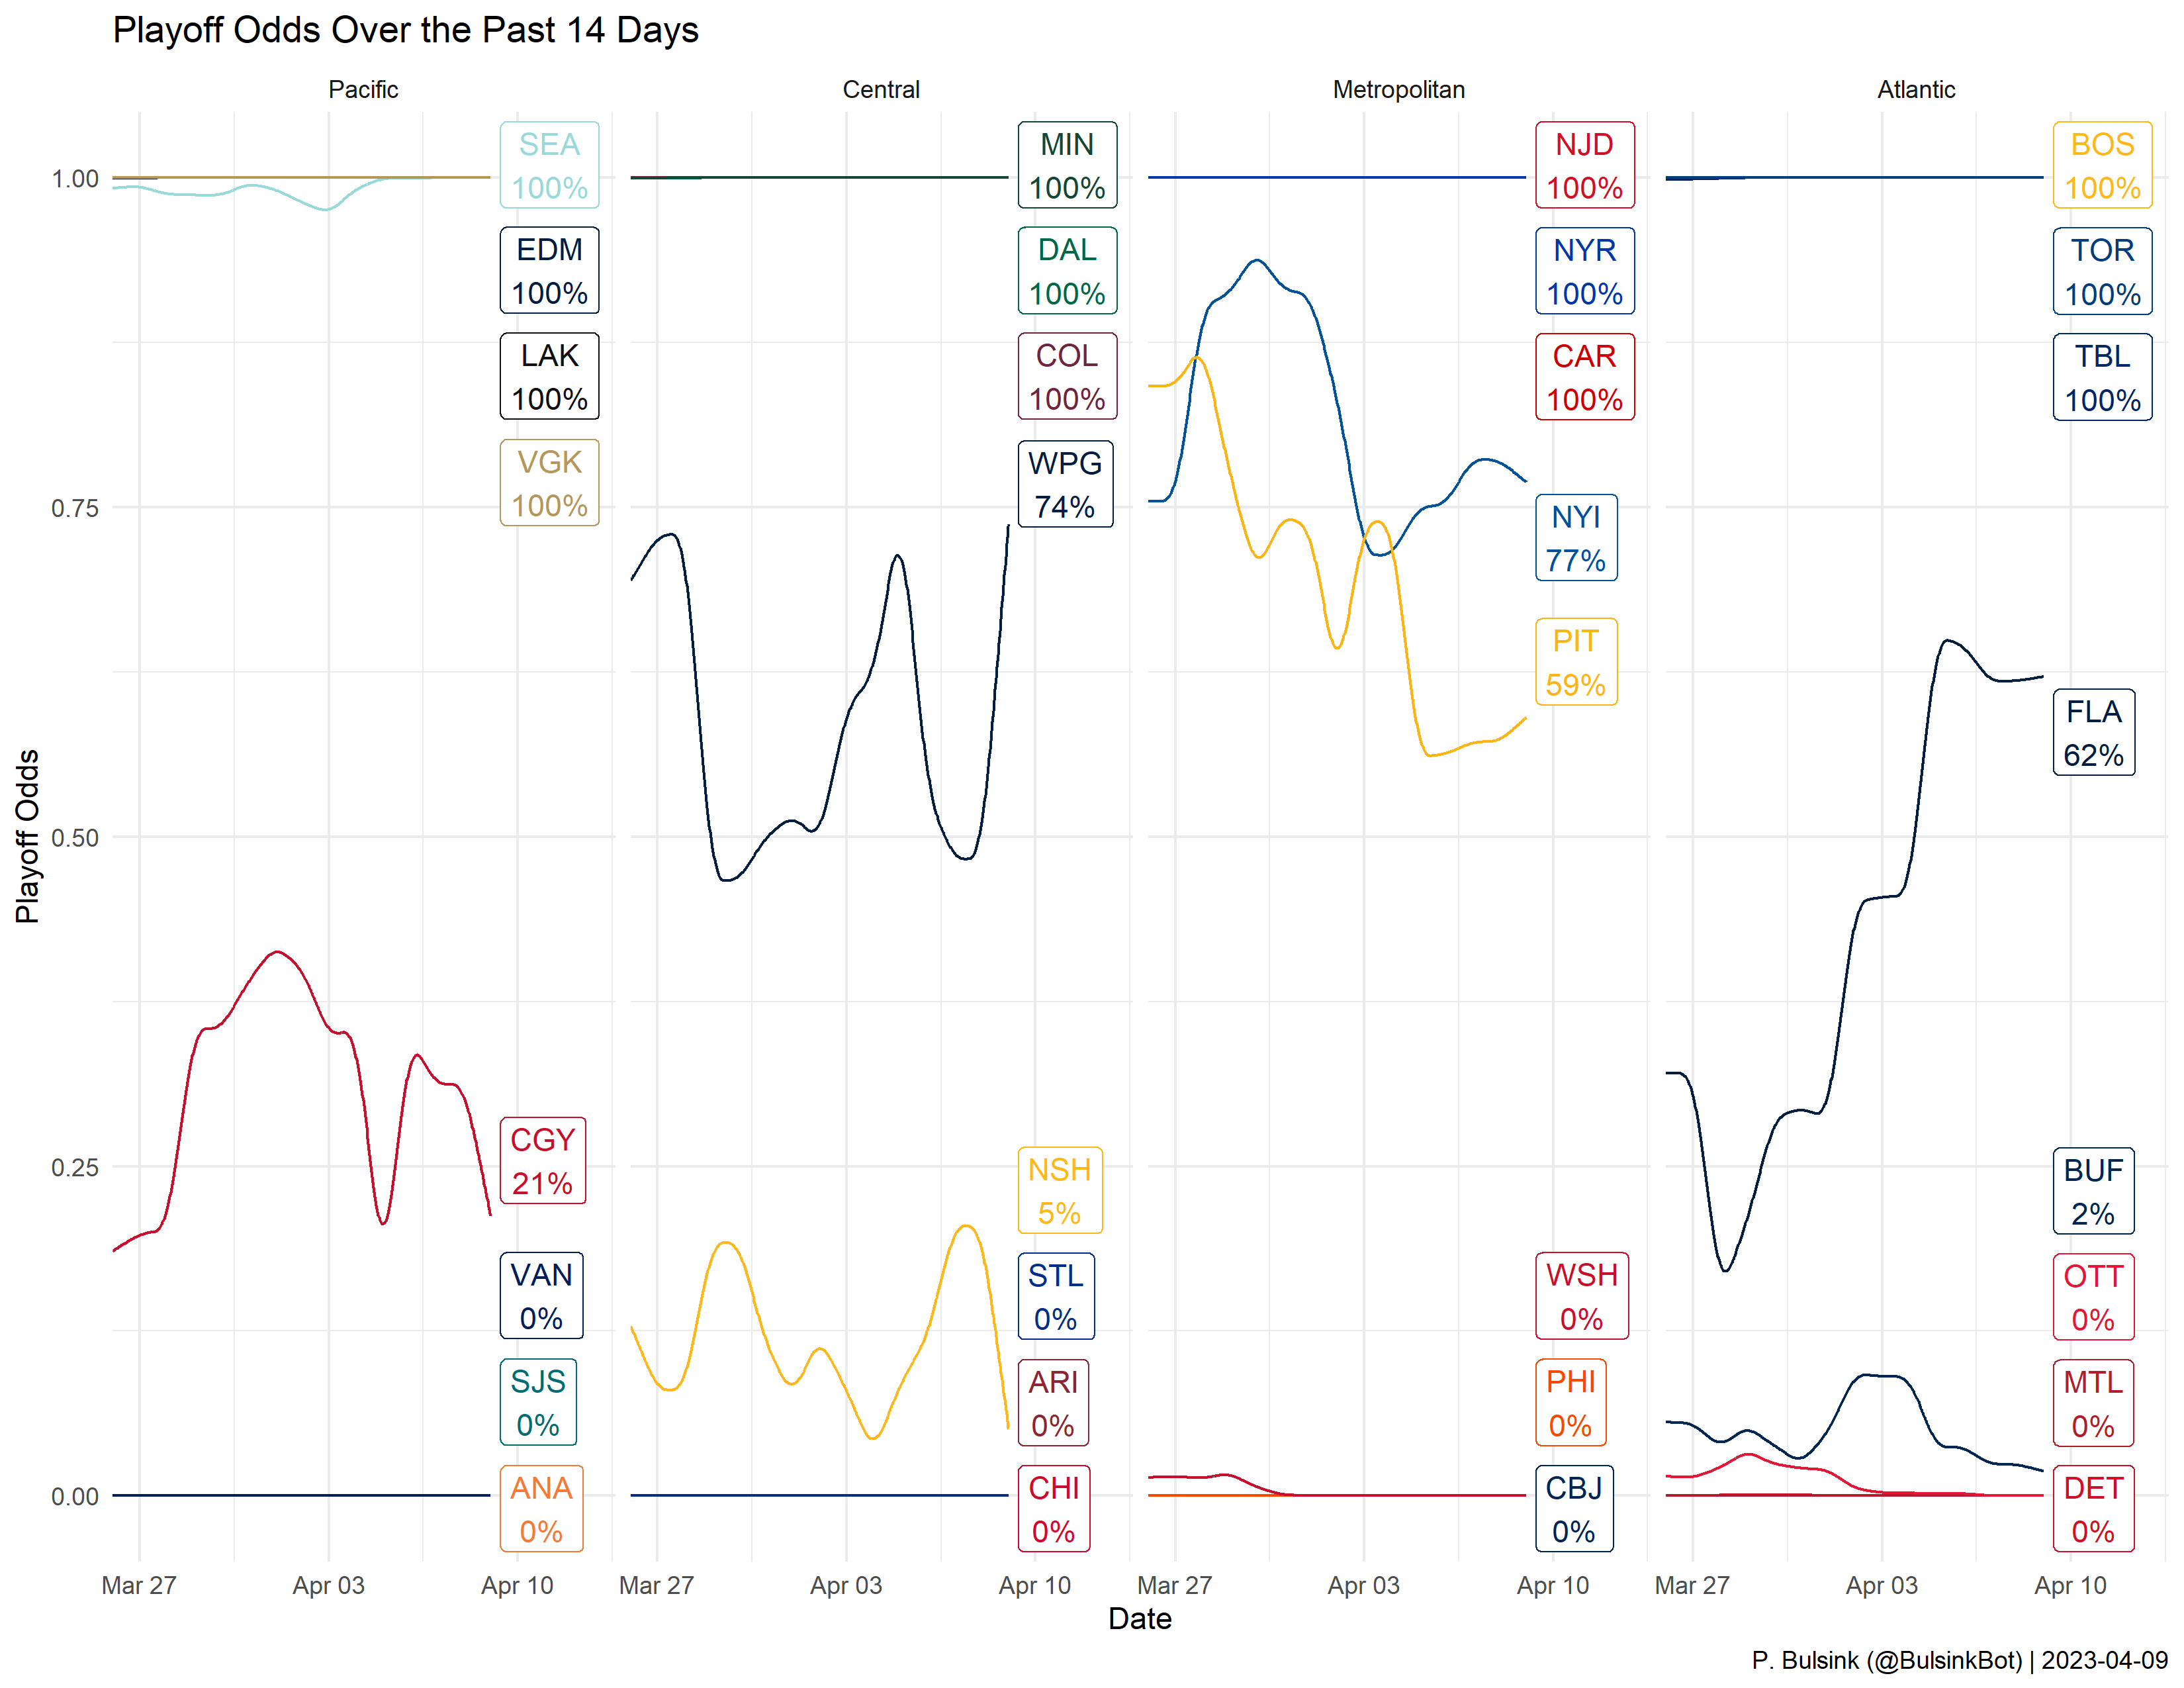 Playoff Odds Over the Past 14 Days
Pacific
Central
Metropolitan
Atlantic
Playoff Odds
1.00
0.75
0.50
0.25
0.00
SEA
100%
EDM
100%
LAK
100%
VGK
100%
CGY
21%
VAN
0%
SJS
0%
ANA
0%
MIN
100%
DAL
100%
COL
100%
WPG
74%
NSH
5%
STL
0%
ARI
0%
CHI
0%
NJD
100%
NYR
100%
CAR
100%
NYI
77%
PIT
59%
WSH
0%
PHI
0%
CBJ
0%
BOS
100%
TOR
100%
TBL
100%
FLA
62%
BUF
2%
OTT
0%
MTL
0%
DET
0%
Mar 27
Apr 03
Apr 10
Mar 27
Apr 03
Apr 10
Mar 27
Apr 03
Apr 10
Mar 27
Apr 03
Apr 10
Date
P. Bulsink (@BulsinkBot) | 2023-04-09